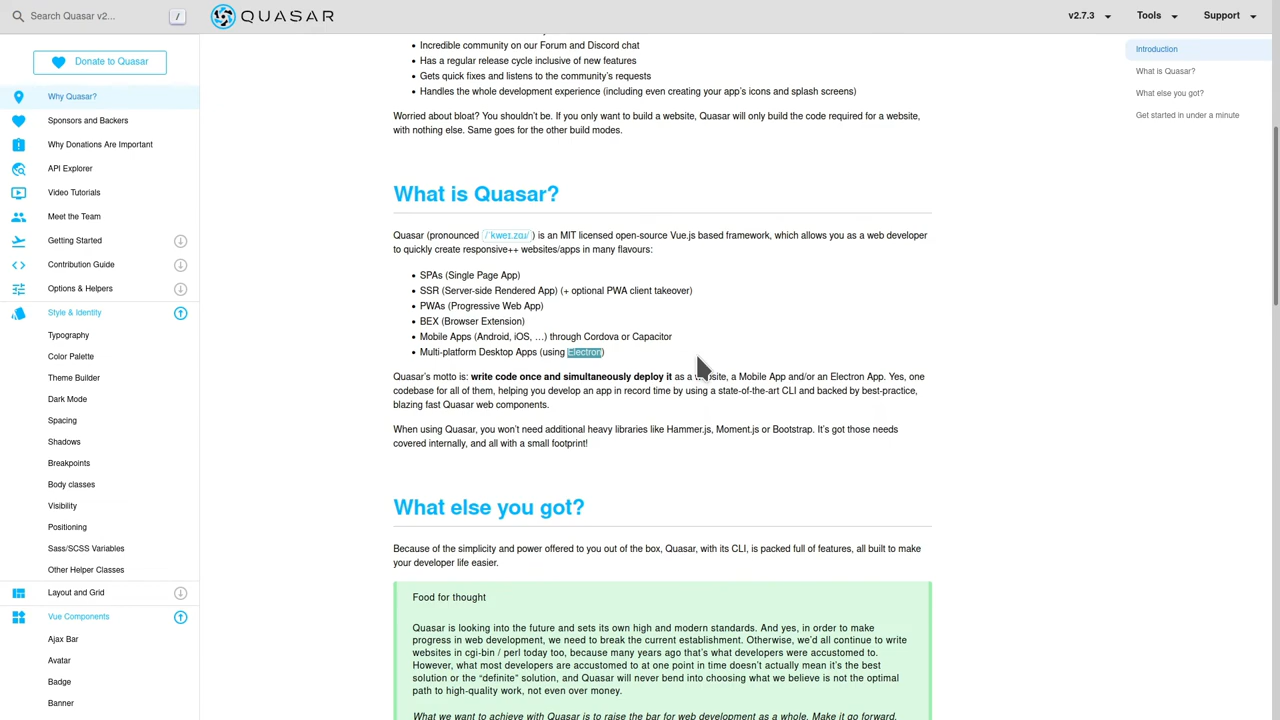 Search Quasar v2...
/
QUASAR
v2.7.3
Tools
Support
Donate to Quasar
Why Quasar?
Sponsors and Backers
Why Donations Are Important
API Explorer
Video Tutorials
Meet the Team
Getting Started
Contribution Guide
Options & Helpers
Style & Identity
Typography
Color Palette
Theme Builder
Dark Mode
Spacing
Shadows
Breakpoints
Body classes
Visibility
Positioning
Sass/SCSS Variables
Other Helper Classes
Layout and Grid
Vue Components
Ajax Bar
Avatar
Badge
Banner
• Incredible community on our Forum and Discord chat
• Has a regular release cycle inclusive of new features
• Gets quick fixes and listens to the community's requests
• Handles the whole development experience (including even creating your app's icons and splash screens)
Worried about bloat? You shouldn't be. If you only want to build a website, Quasar will only build the code required for a website,
with nothing else. Same goes for the other build modes.
What is Quasar?
Quasar (pronounced /ˈkweɪ.zɑɹ/) is an MIT licensed open-source Vue.js based framework, which allows you as a web developer
to quickly create responsive++ websites/apps in many flavours:
• SPAs (Single Page App)
• SSR (Server-side Rendered App) (+ optional PWA client takeover)
• PWAs (Progressive Web App)
• BEX (Browser Extension)
• Mobile Apps (Android, iOS, …) through Cordova or Capacitor
• Multi-platform Desktop Apps (using Electron)
Quasar's motto is: write code once and simultaneously deploy it as a website, a Mobile App and/or an Electron App. Yes, one
codebase for all of them, helping you develop an app in record time by using a state-of-the-art CLI and backed by best-practice,
blazing fast Quasar web components.
When using Quasar, you won't need additional heavy libraries like Hammer.js, Moment.js or Bootstrap. It's got those needs
covered internally, and all with a small footprint!
What else you got?
Because of the simplicity and power offered to you out of the box, Quasar, with its CLI, is packed full of features, all built to make
your developer life easier.
Food for thought
Quasar is looking into the future and sets its own high and modern standards. And yes, in order to make
progress in web development, we need to break the current establishment. Otherwise, we'd all continue to write
websites in cgi-bin / perl today too, because many years ago that's what developers were accustomed to.
However, what most developers are accustomed to at one point in time doesn't actually mean it's the best
solution or the “definite” solution, and Quasar will never bend into choosing what we believe is not the optimal
path to high-quality work, not even over money.
What we want to achieve with Quasar is to raise the bar for web development as a whole. Make it go forward.
Introduction
What is Quasar?
What else you got?
Get started in under a minute